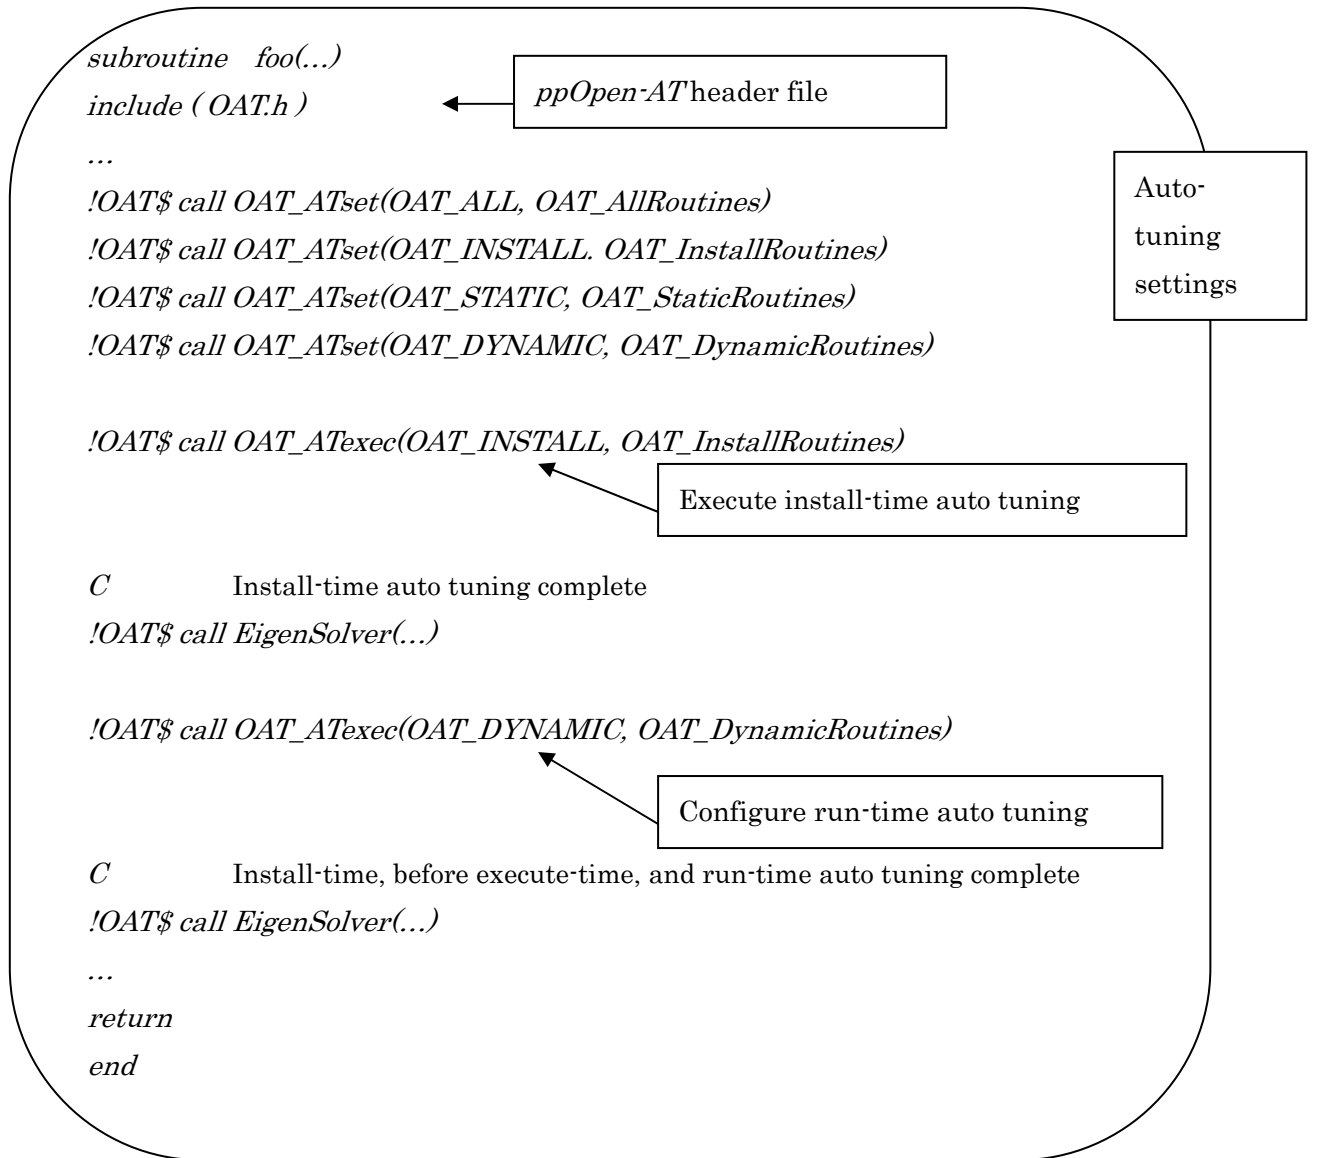 subroutine foo(…)
include ( OAT.h )
ppOpen-AT header file
…
!OAT$ call OAT_ATset(OAT_ALL, OAT_AllRoutines)
!OAT$ call OAT_ATset(OAT_INSTALL. OAT_InstallRoutines)
!OAT$ call OAT_ATset(OAT_STATIC, OAT_StaticRoutines)
!OAT$ call OAT_ATset(OAT_DYNAMIC, OAT_DynamicRoutines)
Auto-
tuning
settings
!OAT$ call OAT_ATexec(OAT_INSTALL, OAT_InstallRoutines)
Execute install-time auto tuning
C Install-time auto tuning complete
!OAT$ call EigenSolver(…)
!OAT$ call OAT_ATexec(OAT_DYNAMIC, OAT_DynamicRoutines)
Configure run-time auto tuning
C Install-time, before execute-time, and run-time auto tuning complete
!OAT$ call EigenSolver(…)
…
return
end